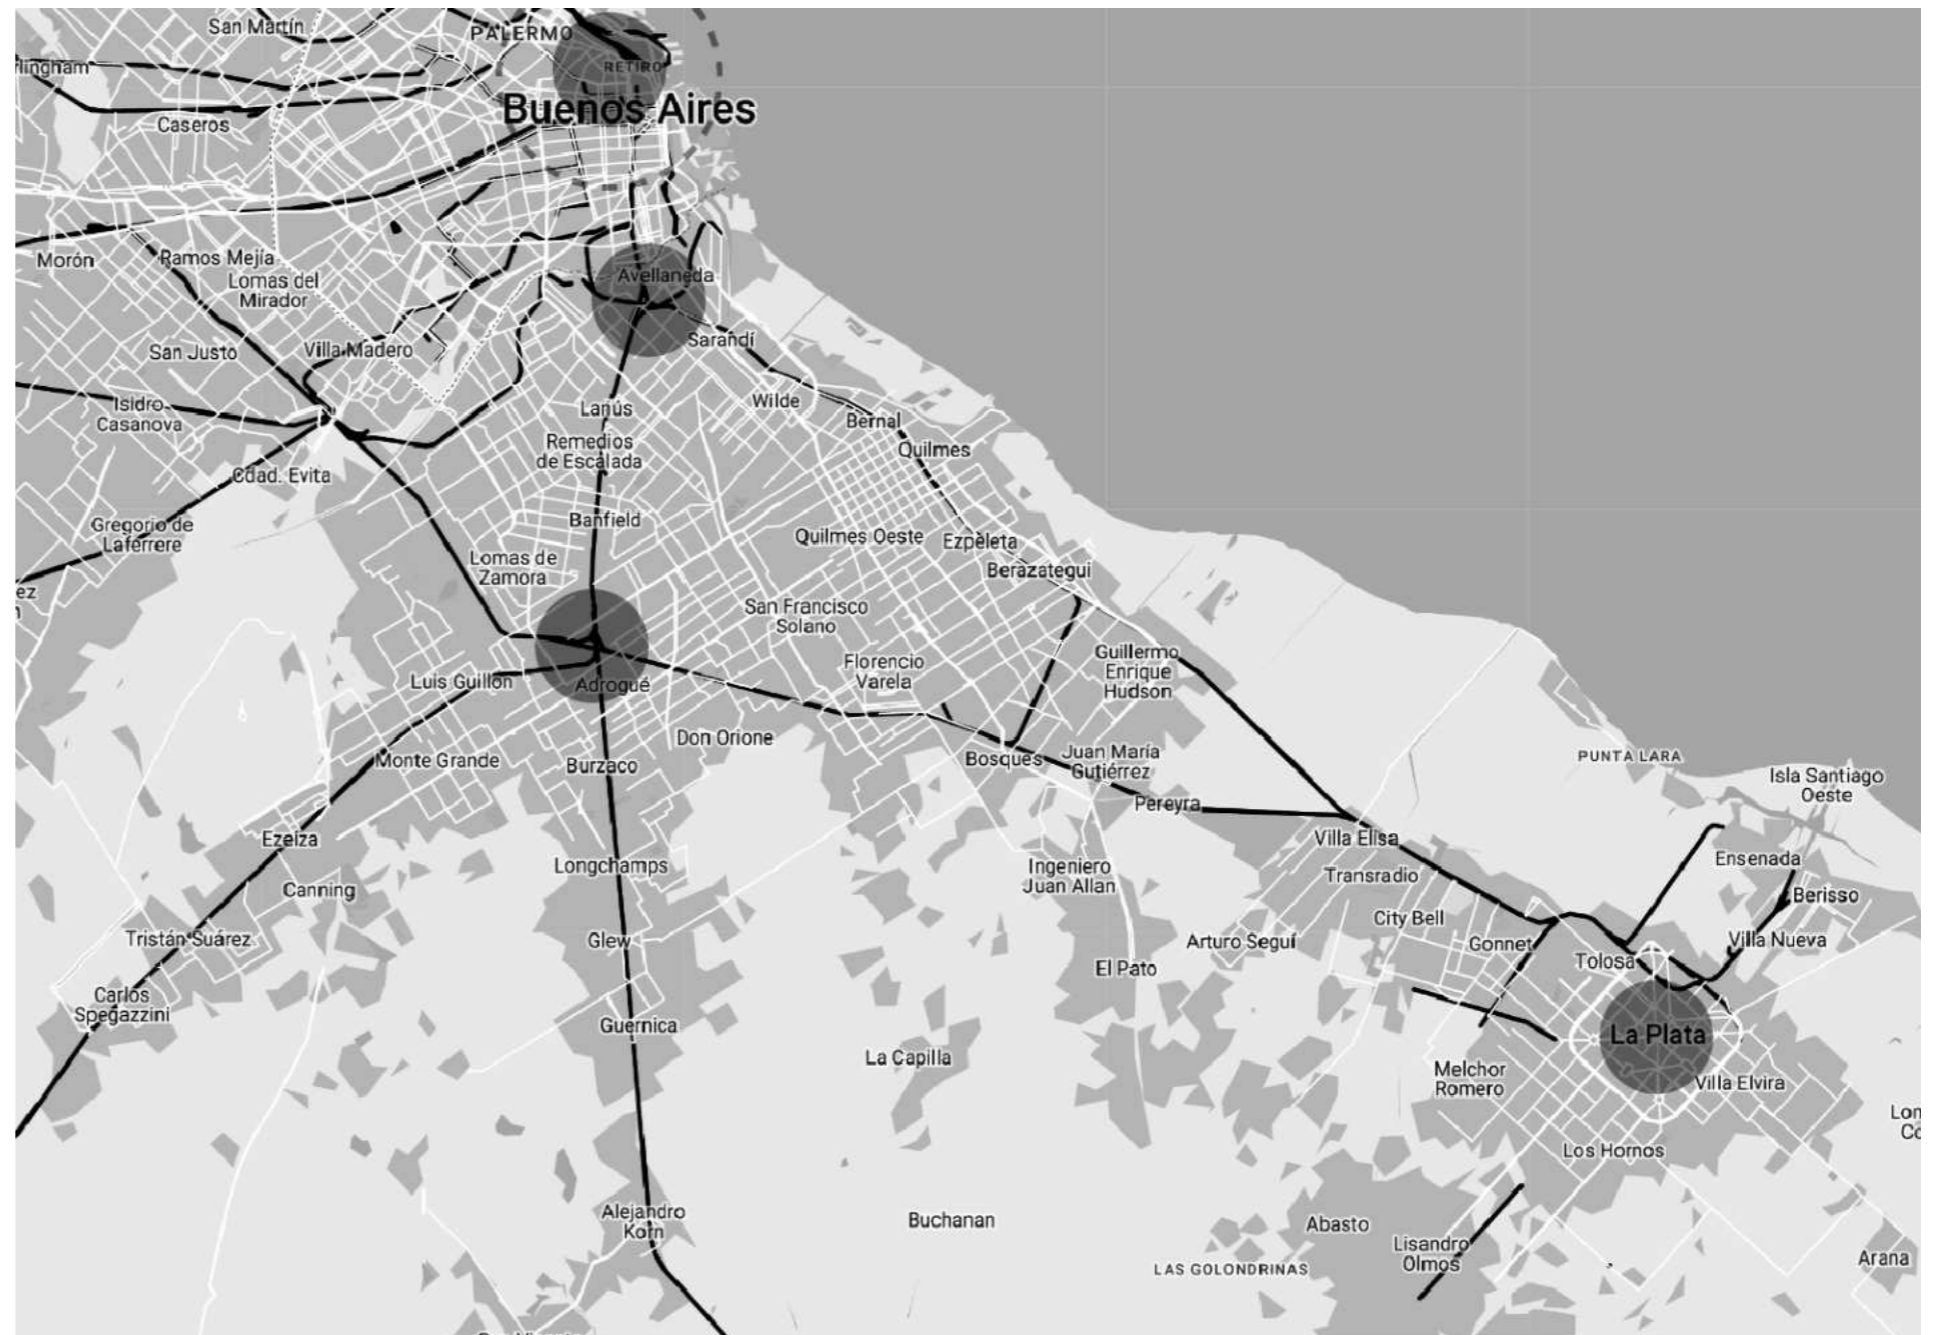 San Martín
PALERMO
RETIRO
Buenos Aires
Caseros
Morón
Ramos Mejía
Lomas del
Mirador
Avellaneda
San Justo
Villa Madero
Sarandí
Isidro
Casanova
Lanús
Wilde
Bernal
Remedios
de Escalada
Quilmes
Cdad. Evita
Gregorio de
Laferrere
Banfield
Quilmes Oeste
Ezpeleta
Lomas de
Zamora
Berazategui
San Francisco
Solano
Luis Guillón
Adrogué
Florencio
Varela
Guillermo
Enrique
Hudson
Don Orione
Monte Grande
Burzaco
Bosques
Juan María
Gutiérrez
PUNTA LARA
Isla Santiago
Oeste
Pereyra
Ezeiza
Villa Elisa
Longchamps
Ingeniero
Juan Allan
Transradio
Ensenada
Canning
Berisso
City Bell
Tristán Suárez
Glew
Arturo Seguí
Gonnet
Villa Nueva
El Pato
Tolosa
Carlos
Spegazzini
Guernica
La Plata
La Capilla
Melchor
Romero
Villa Elvira
Los Hornos
Alejandro
Korn
Buchanan
Abasto
Lisandro
Olmos
LAS GOLONDRINAS
Arana